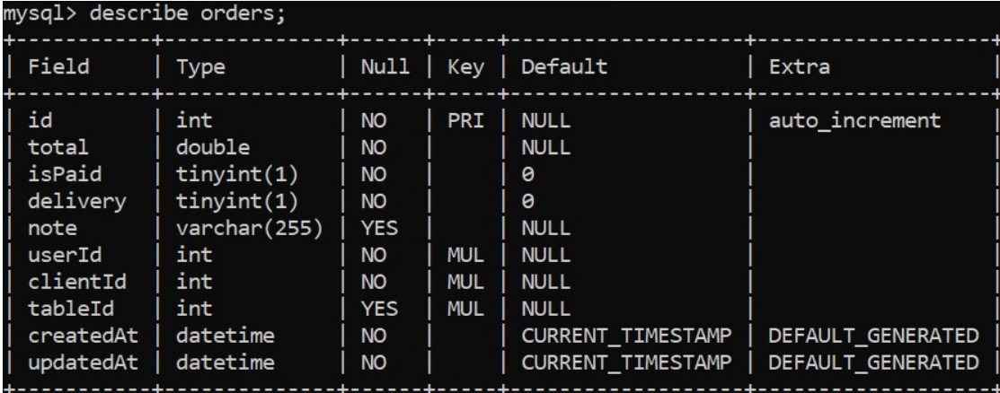 mysql> describe orders;
+-----------+--------------+------+-----+-------------------+-------------------+
| Field     | Type         | Null | Key | Default           | Extra             |
+-----------+--------------+------+-----+-------------------+-------------------+
| id        | int          | NO   | PRI | NULL              | auto_increment    |
| total     | double       | NO   |     | NULL              |                   |
| isPaid    | tinyint(1)   | NO   |     | 0                 |                   |
| delivery  | tinyint(1)   | NO   |     | 0                 |                   |
| note      | varchar(255) | YES  |     | NULL              |                   |
| userId    | int          | NO   | MUL | NULL              |                   |
| clientId  | int          | NO   | MUL | NULL              |                   |
| tableId   | int          | YES  | MUL | NULL              |                   |
| createdAt | datetime     | NO   |     | CURRENT_TIMESTAMP | DEFAULT_GENERATED |
| updatedAt | datetime     | NO   |     | CURRENT_TIMESTAMP | DEFAULT_GENERATED |
+-----------+--------------+------+-----+-------------------+-------------------+